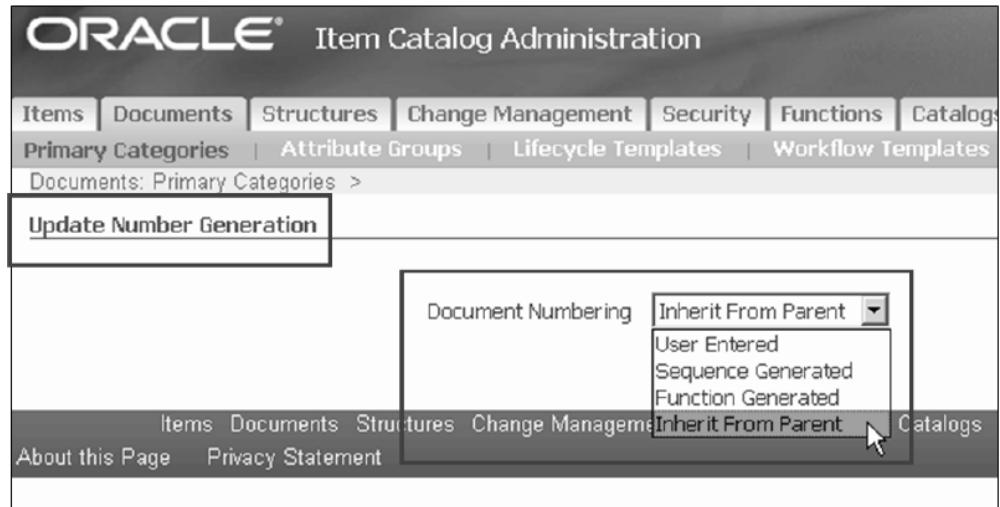 ORACLE® Item Catalog Administration
Items Documents Structures Change Management Security Functions Catalogs
Primary Categories | Attribute Groups | Lifecycle Templates | Workflow Templates
Documents: Primary Categories >
Update Number Generation
Document Numbering Inherit From Parent
User Entered
Sequence Generated
Function Generated
Inherit From Parent
Items Documents Structures Change Manageme Catalogs
About this Page Privacy Statement